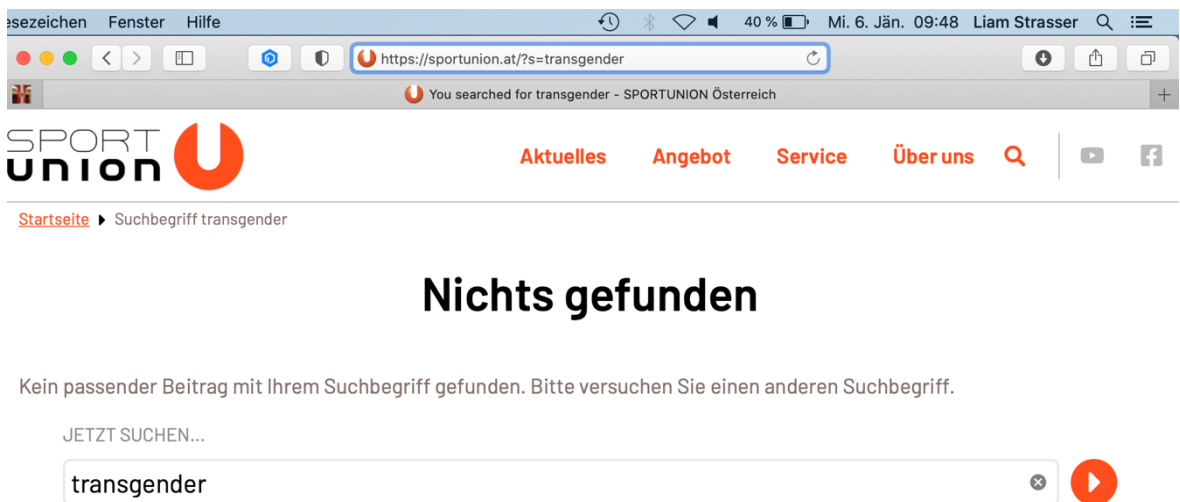 esezeichen Fenster Hilfe 40 % Mi. 6. Jän. 09:48 Liam Strasser
https://sportunion.at/?s=transgender
You searched for transgender - SPORTUNION Österreich
SPORT
union
Aktuelles Angebot Service Über uns
Startseite Suchbegriff transgender
Nichts gefunden
Kein passender Beitrag mit Ihrem Suchbegriff gefunden. Bitte versuchen Sie einen anderen Suchbegriff.
JETZT SUCHEN...
transgender